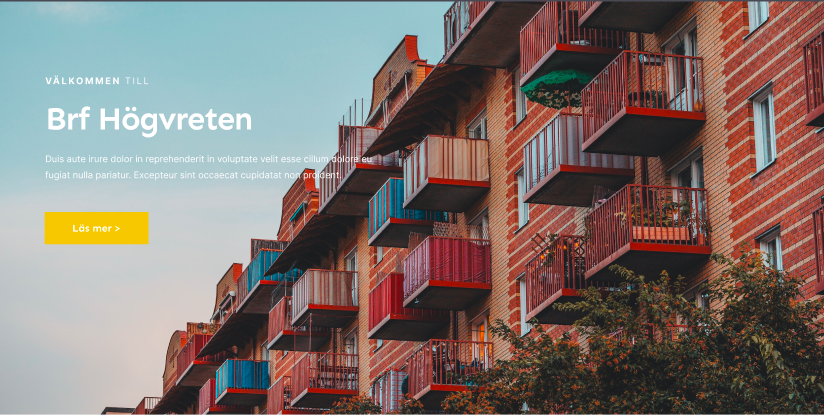 VÄLKOMMEN TILL
Brf Högvreten
Duis aute irure dolor in reprehenderit in voluptate velit esse cillum dolore eu
fugiat nulla pariatur. Excepteur sint occaecat cupidatat non proident.
Läs mer >